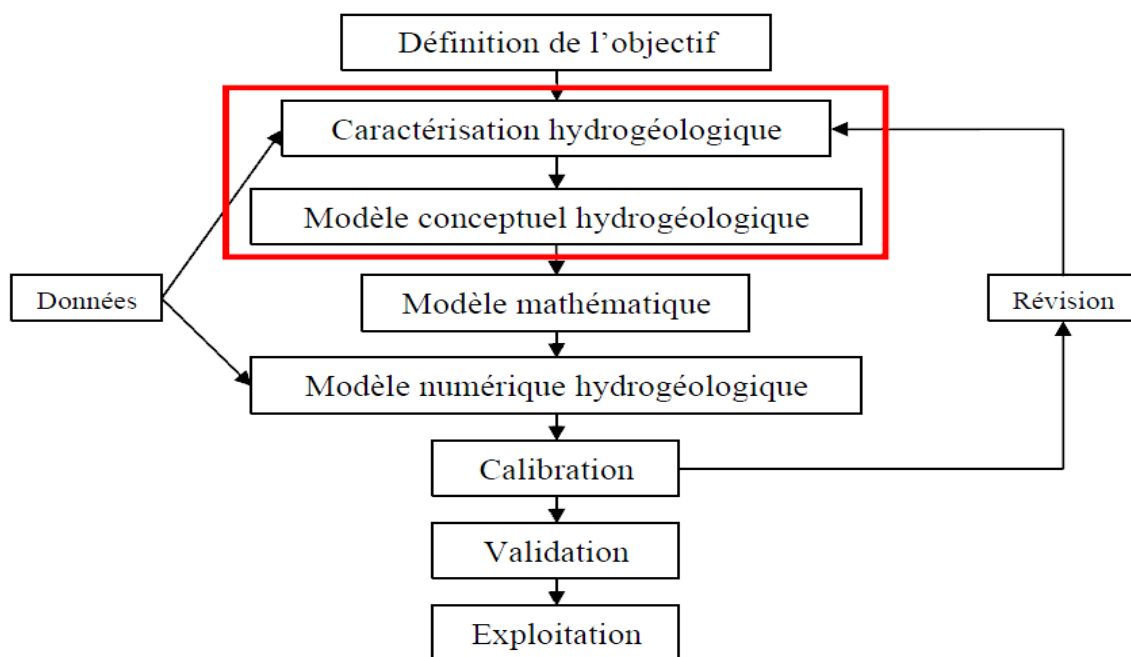 Définition de l’objectif
Caractérisation hydrogéologique
Modèle conceptuel hydrogéologique
Données
Modèle mathématique
Révision
Modèle numérique hydrogéologique
Calibration
Validation
Exploitation